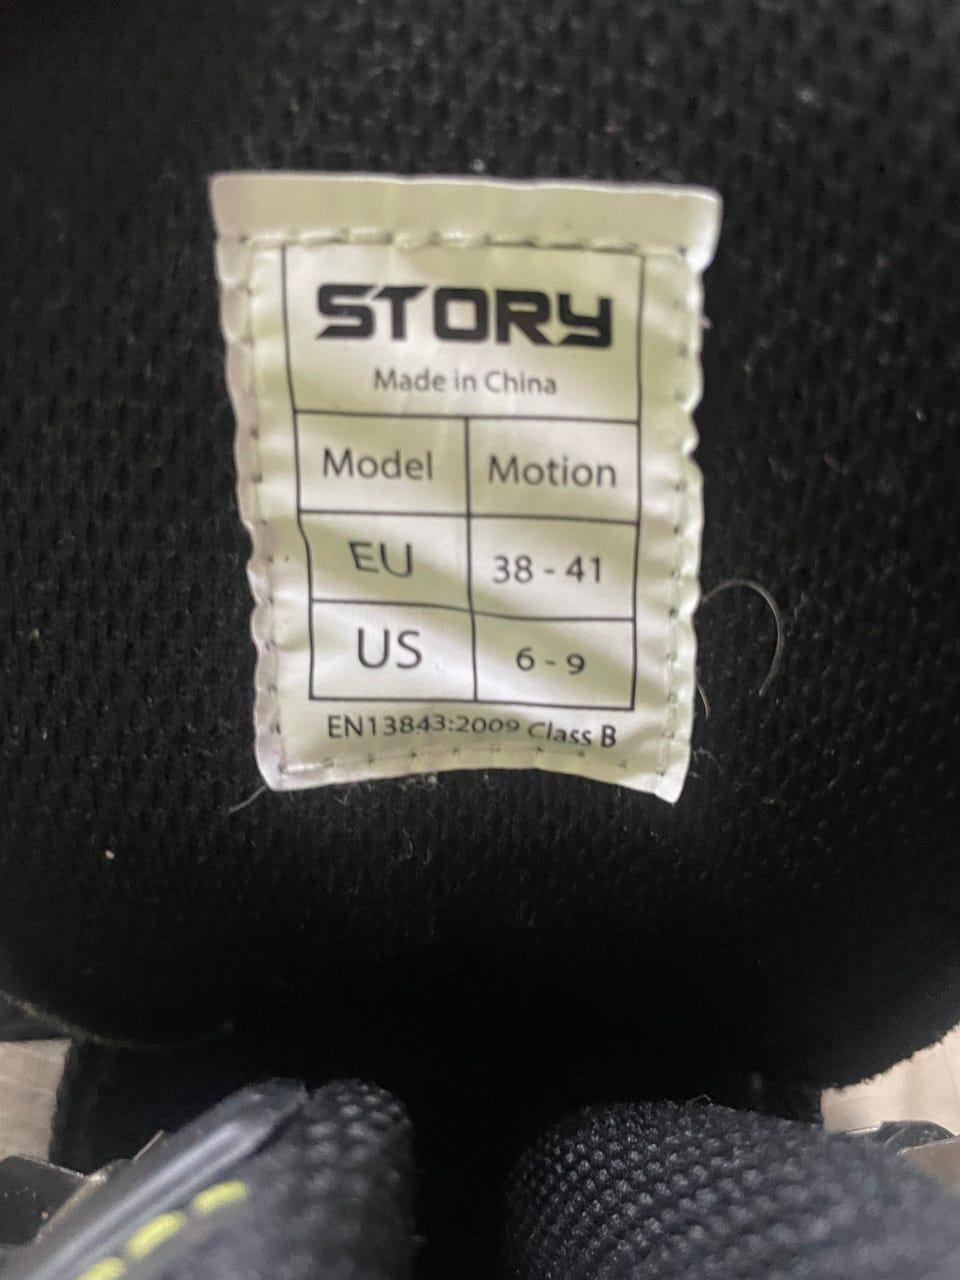 STORY
Made in China
Model Motion
EU 38 - 41
US 6 - 9
EN13843:2009 Class B